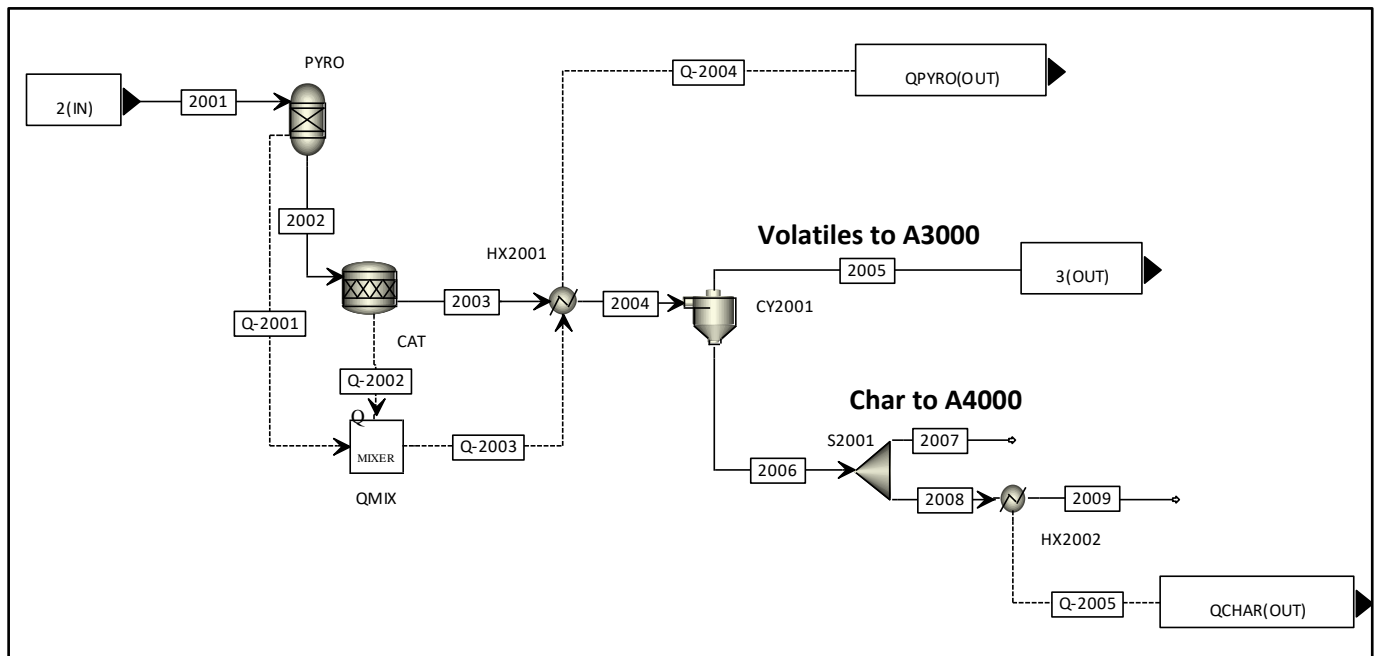 PYRO
Q-2004
QPYRO(OUT)
2(IN)
2001
2002
Volatiles to A3000
HX2001
2005
3(OUT)
2003
2004
CY2001
Q-2001
CAT
Q-2002
Char to A4000
Q
MIXER
Q-2003
S2001
2007
2006
QMIX
2008
2009
HX2002
Q-2005
QCHAR(OUT)